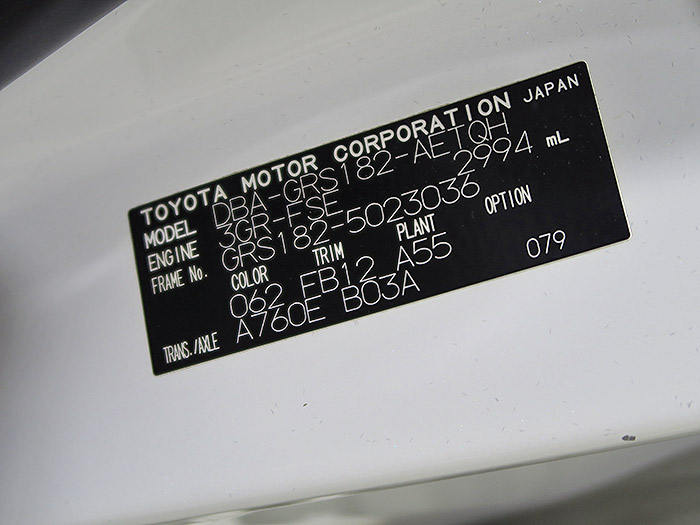 TOYOTA MOTOR CORPORATION JAPAN
MODEL DBA-GRS182-AETQH
ENGINE 3GR-FSE 2994 mL
FRAME No. GRS182-5023036
COLOR TRIM PLANT OPTION
062 FB12 A55
TRANS./AXLE A760E B03A 079